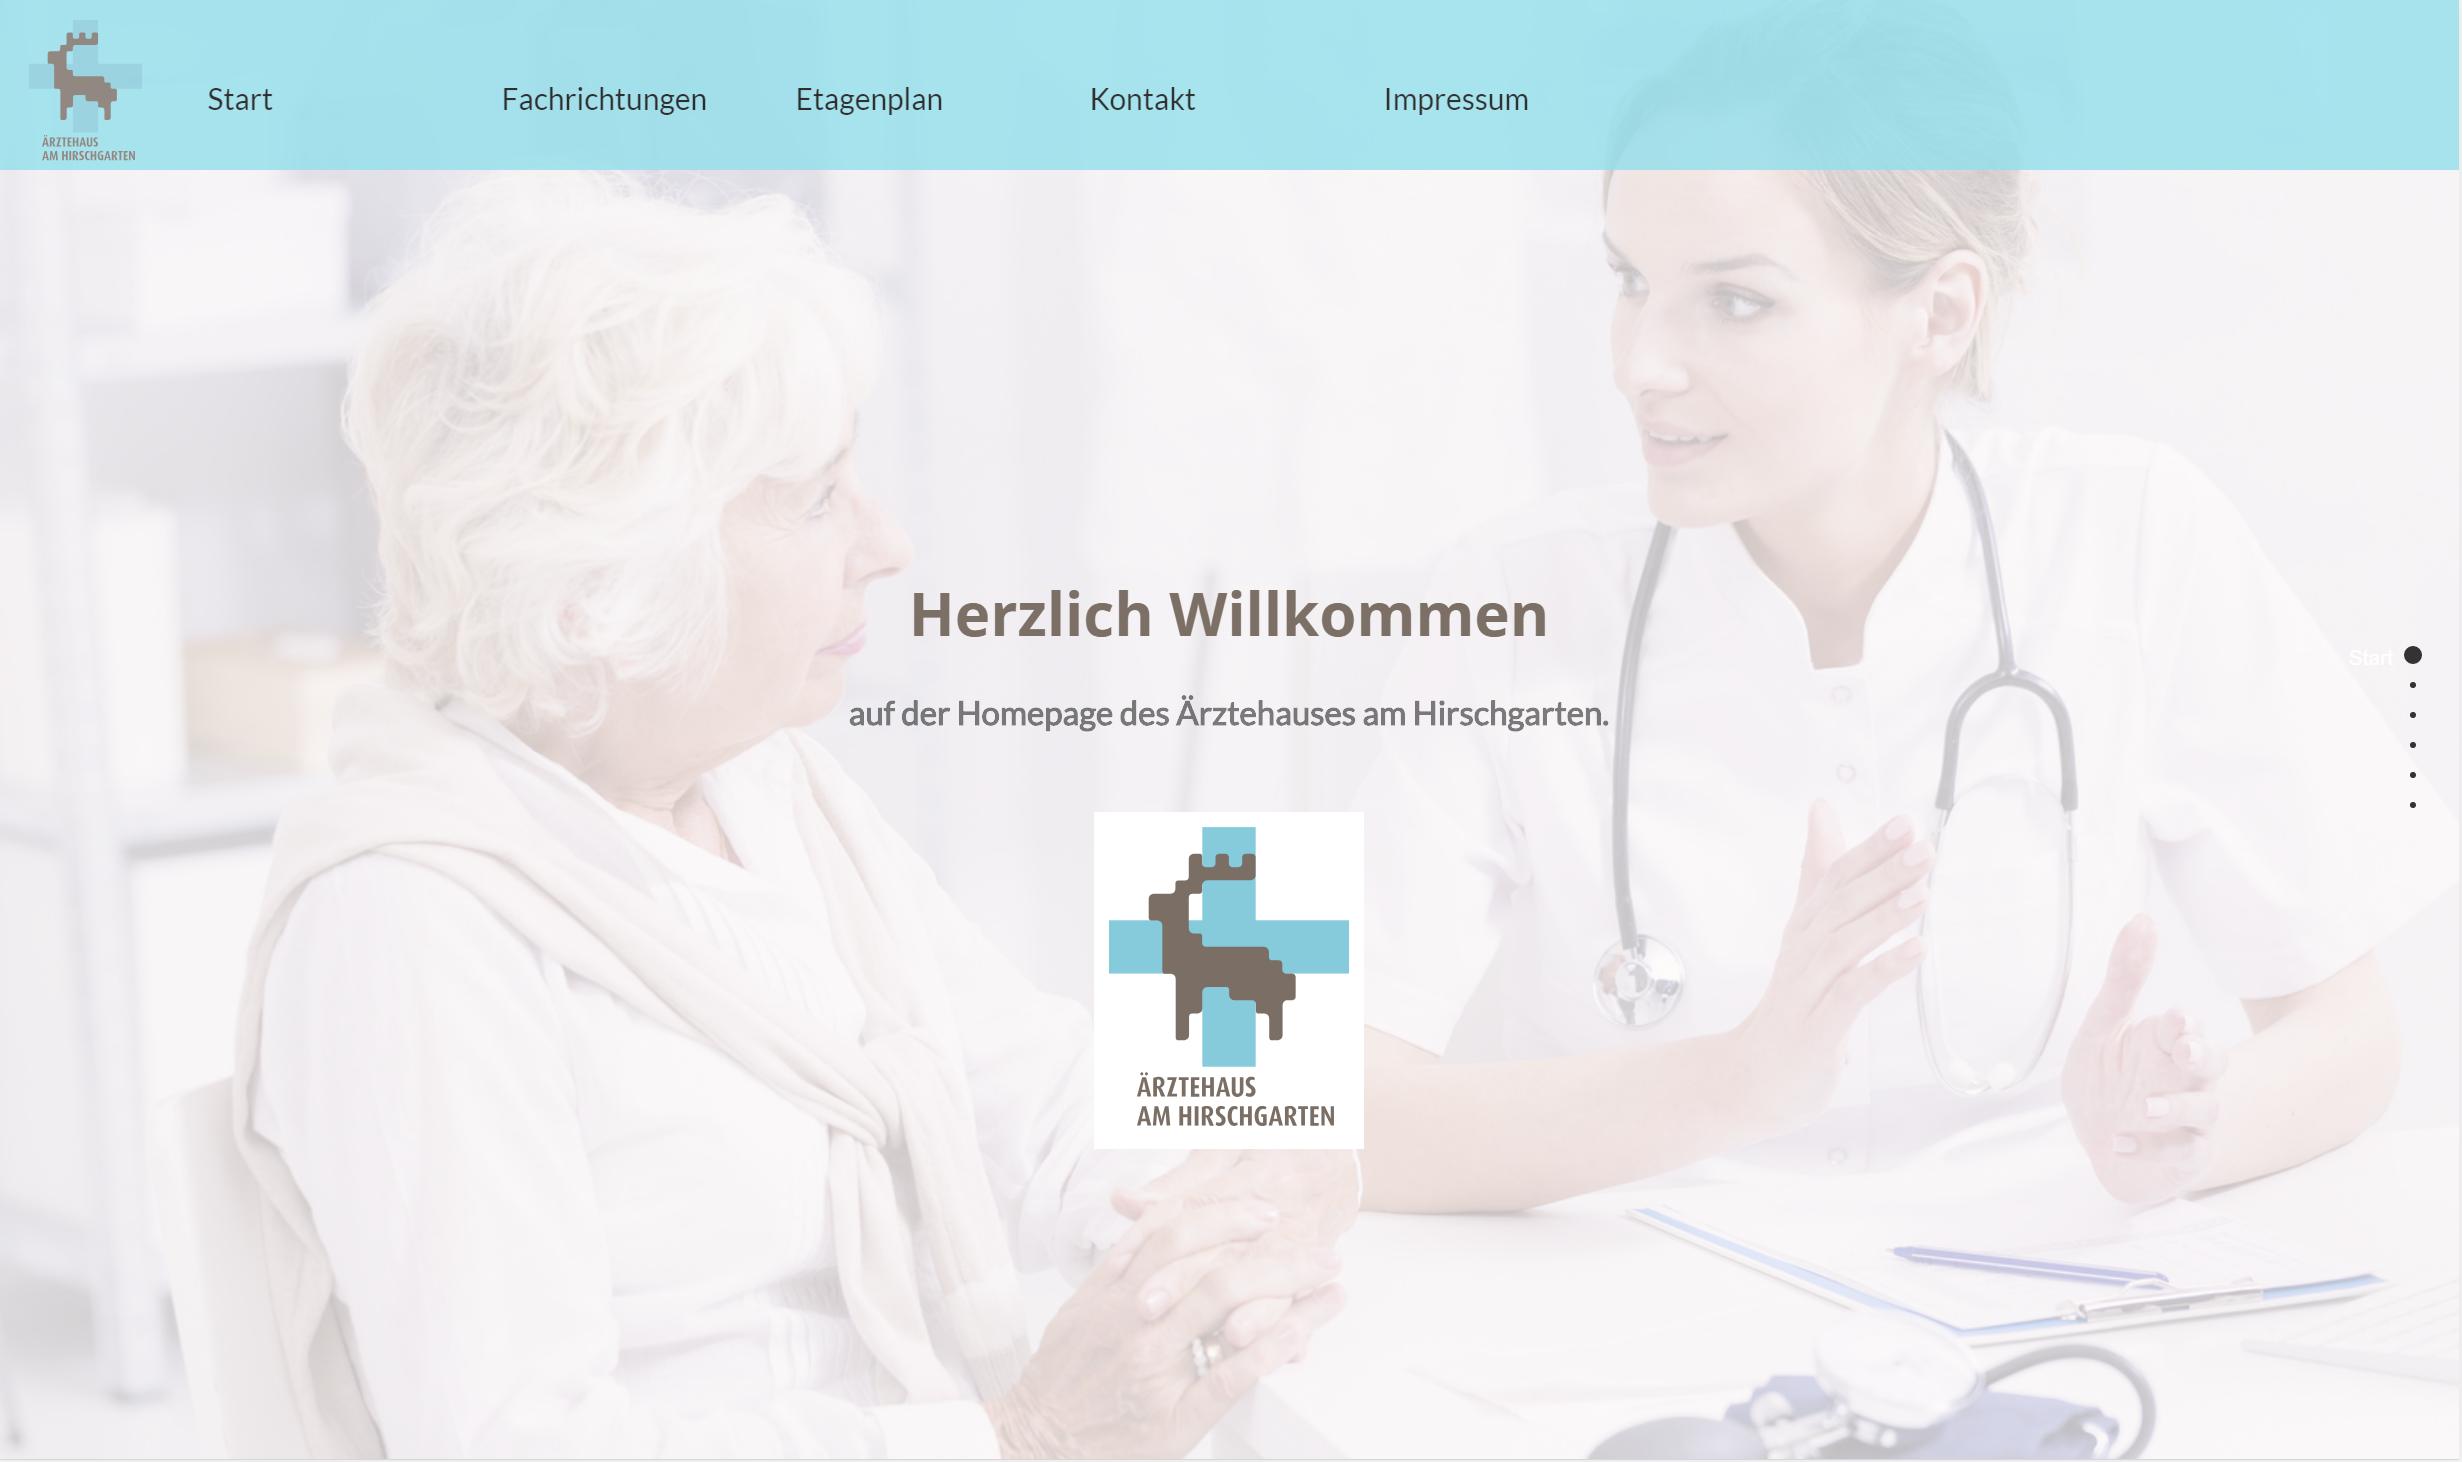 ÄRZTEHAUS
AM HIRSCHGARTEN
Start
Fachrichtungen
Etagenplan
Kontakt
Impressum
Herzlich Willkommen
auf der Homepage des Ärztehauses am Hirschgarten.
Start
ÄRZTEHAUS
AM HIRSCHGARTEN